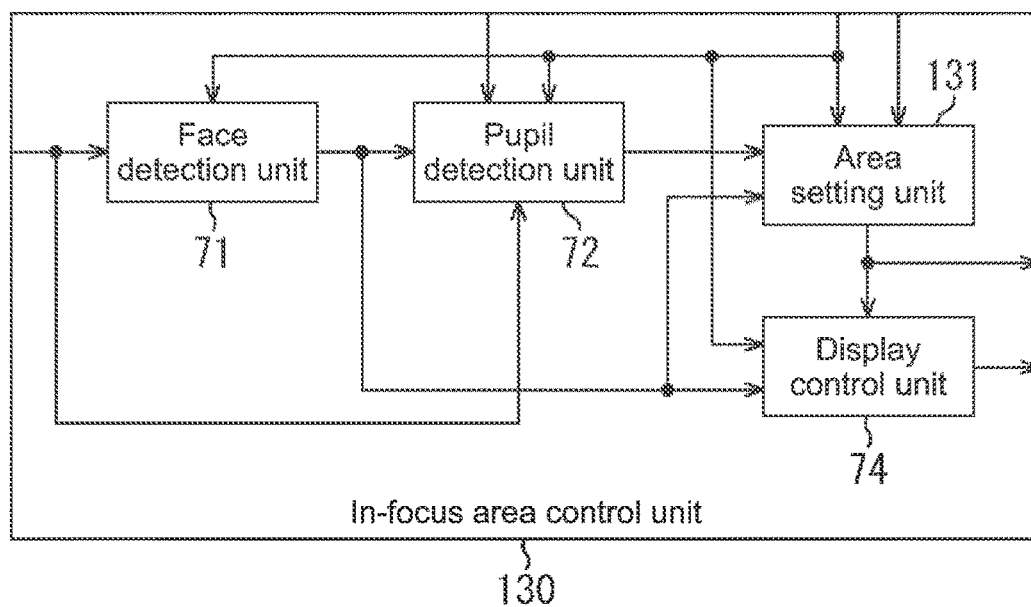 131
Face
detection unit
Pupil
detection unit
Area
setting unit
71
72
Display
control unit
74
In-focus area control unit
130